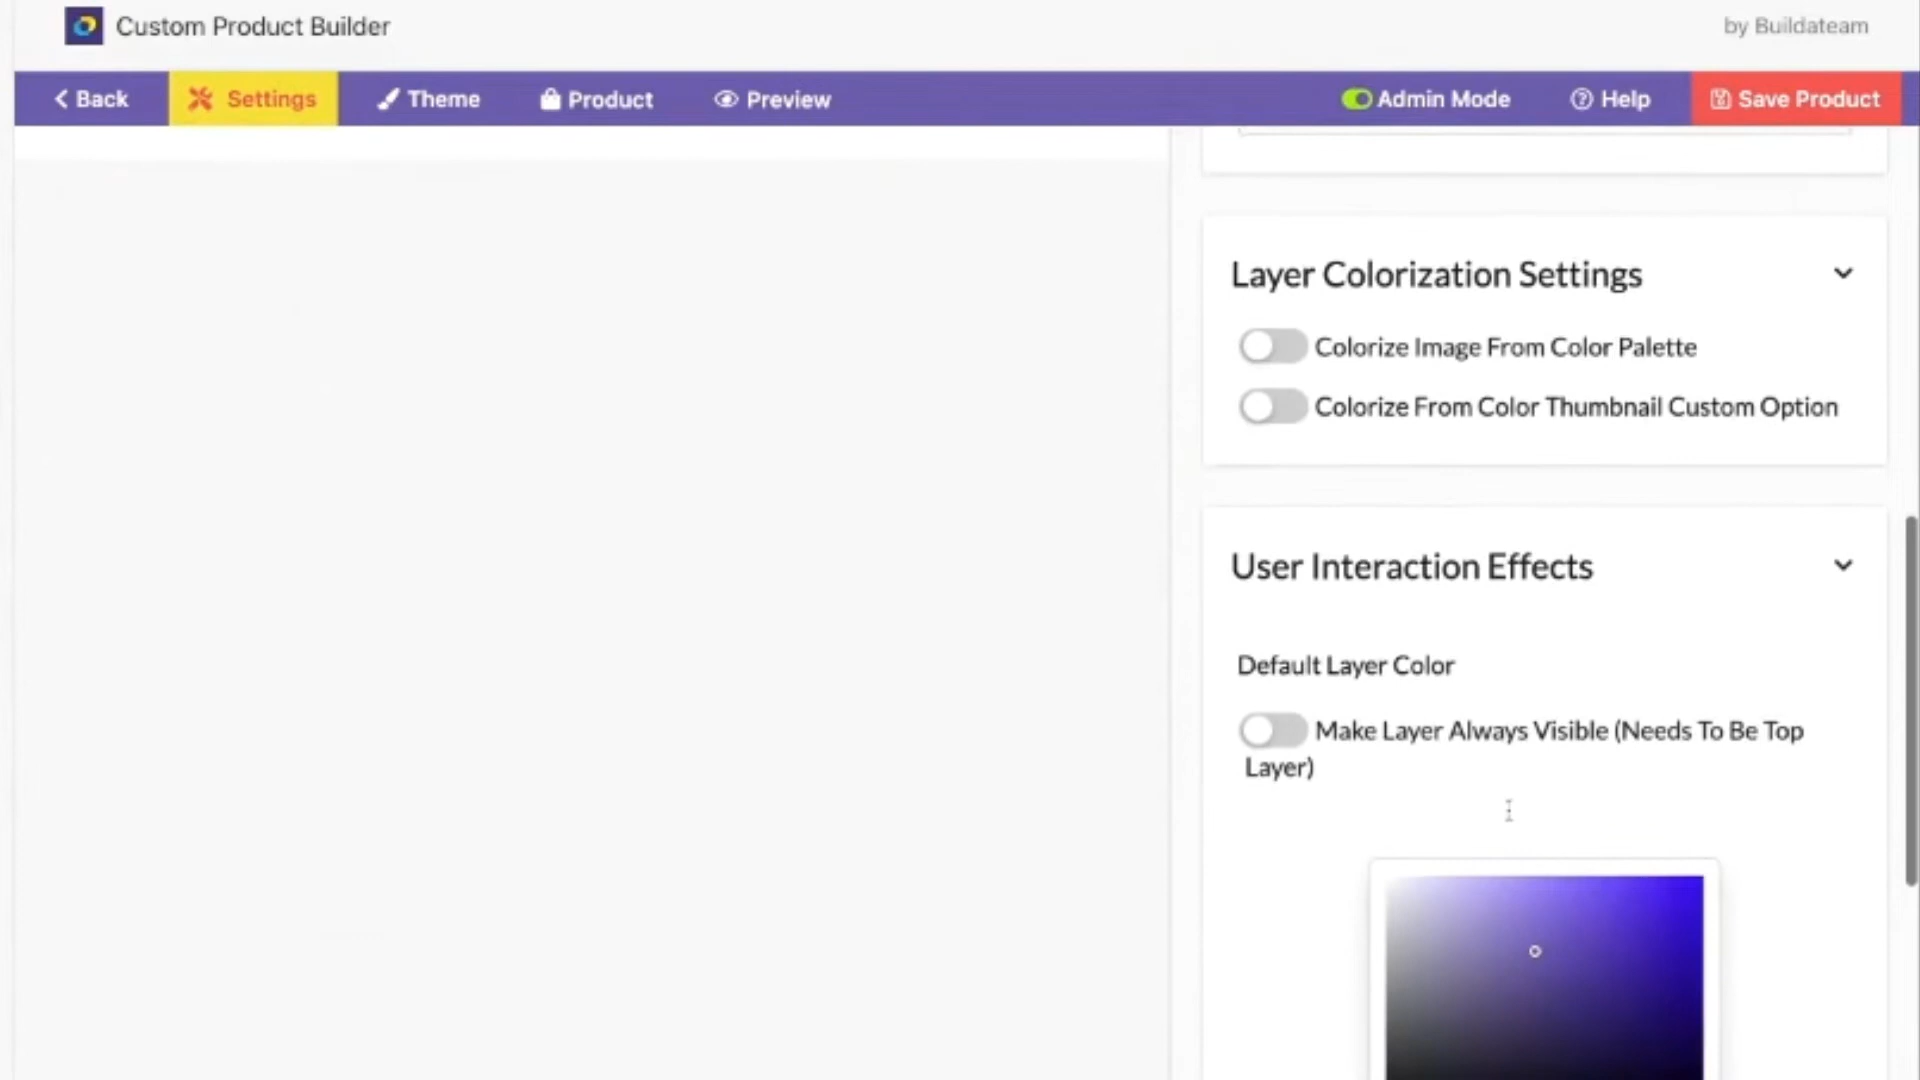 Custom Product Builder
by Buildateam
Back
Settings
Theme
Product
Preview
Admin Mode
Help
Save Product
Layer Colorization Settings
Colorize Image From Color Palette
Colorize From Color Thumbnail Custom Option
User Interaction Effects
Default Layer Color
Make Layer Always Visible (Needs To Be Top
Layer)